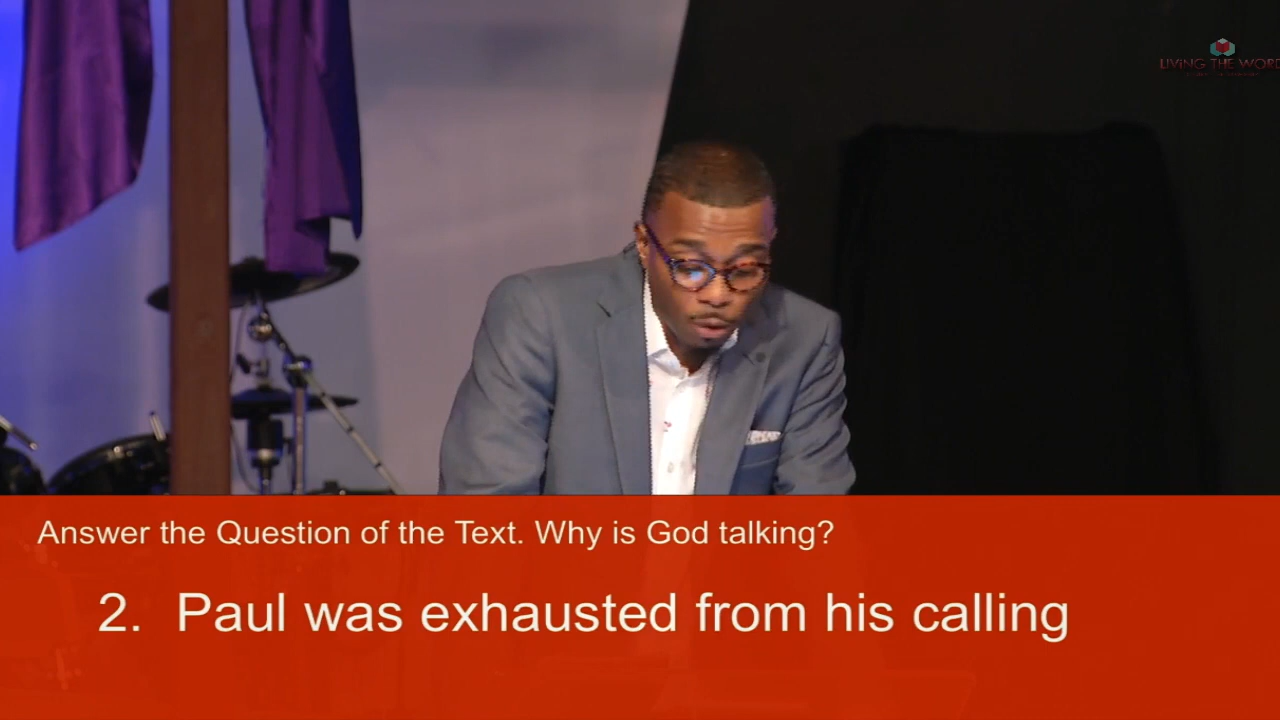 LIVING THE WORD
Answer the Question of the Text. Why is God talking?
2. Paul was exhausted from his calling